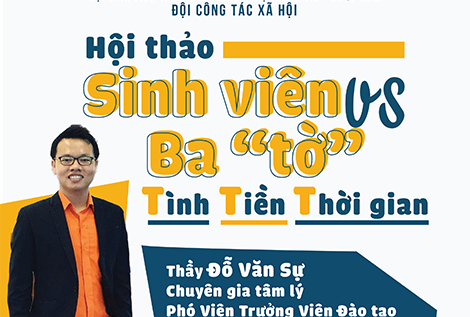 ĐỘI CÔNG TÁC XÃ HỘI
Hội thảo
Sinh viên vs
Ba “tờ”
Tình Tiền Thời gian
Thầy Đỗ Văn Sự
Chuyên gia tâm lý
Phó Viện Trưởng Viện Đào tạo